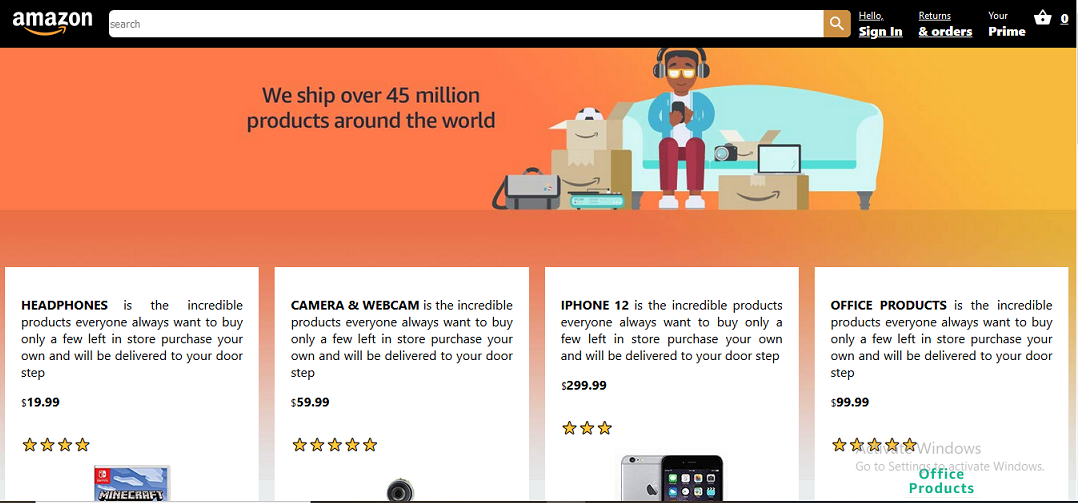 amazon
search
Hello,
Sign In
Returns
& orders
Your
Prime
0
We ship over 45 million
products around the world
HEADPHONES is the incredible
products everyone always want to buy
only a few left in store purchase your
own and will be delivered to your door
step
$19.99
MINECRAFT
CAMERA & WEBCAM is the incredible
products everyone always want to buy
only a few left in store purchase your
own and will be delivered to your door
step
$59.99
IPHONE 12 is the incredible products
everyone always want to buy only a
few left in store purchase your own
and will be delivered to your door step
$299.99
OFFICE PRODUCTS is the incredible
products everyone always want to buy
only a few left in store purchase your
own and will be delivered to your door
step
$99.99
Activate Windows
Go to Settings to activate Windows.
Office
Products